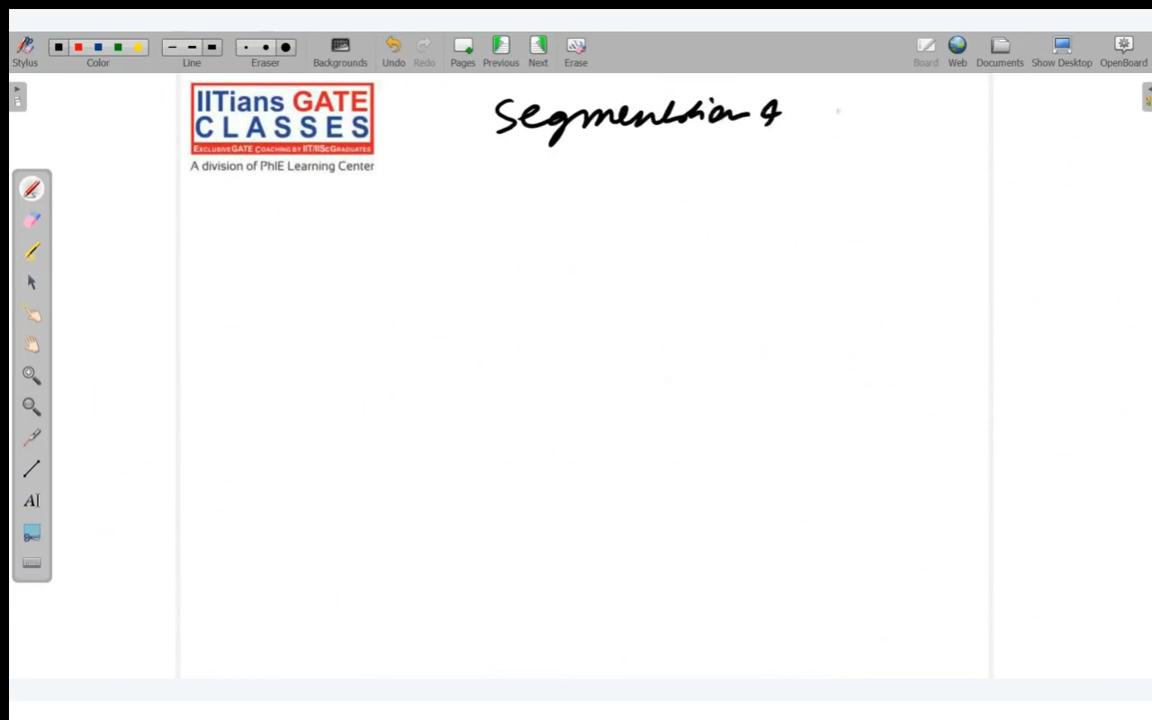 Stylus Color Line Eraser Backgrounds Undo Redo Pages Previous Next Erase Board Web Documents Show Desktop OpenBoard
IITians GATE
CLASSES
EXCLUSIVE GATE COACHING BY IIT/IISc GRADUATES
A division of PhIE Learning Center
Segmentation &
AI